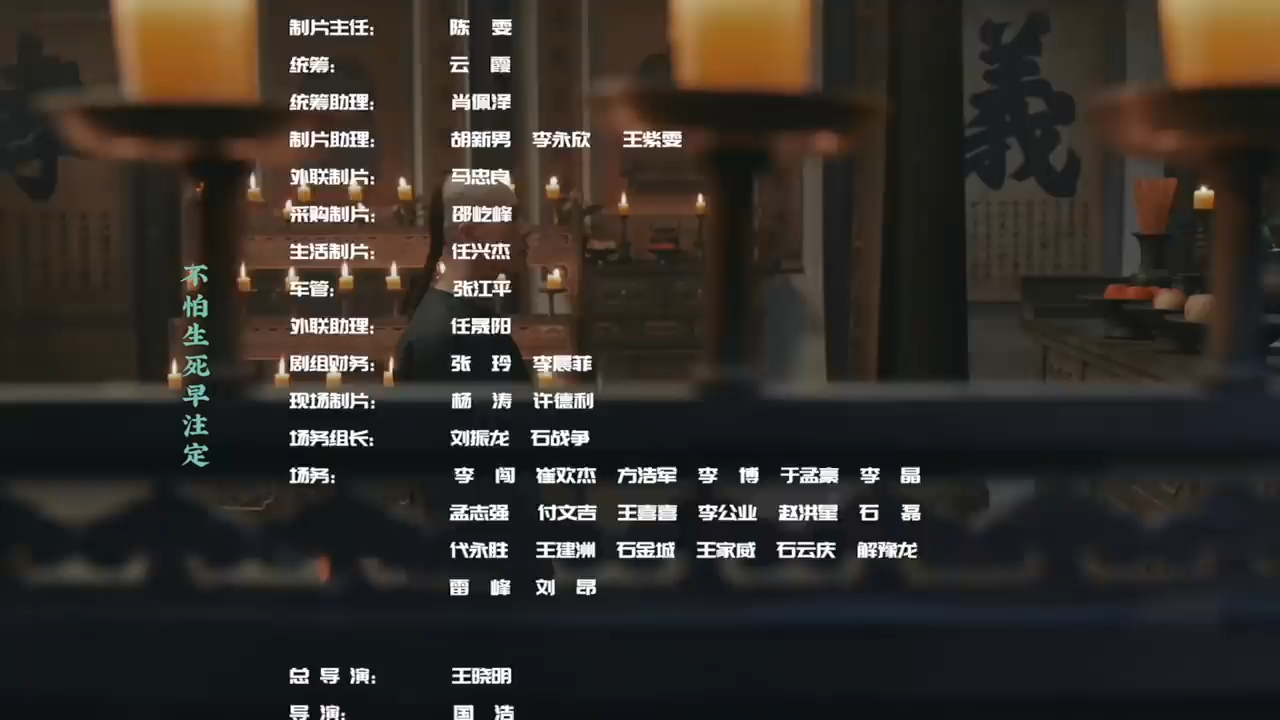 制片主任: 陈 雯
统筹: 云 霞
统筹助理: 肖佩泽
制片助理: 胡新男 李永欣 王紫雯
外联制片: 马忠良
采购制片: 邵屹峰
生活制片: 任兴杰
车管: 张江平
外联助理: 任晟阳
剧组财务: 张 玲 李晨菲
现场制片: 杨 涛 许德利
场务组长: 刘振龙 石战争
场务: 李 闯 崔欢杰 方浩军 李 博 于孟豪 李 晶
孟志强 付文吉 王喜喜 李公业 赵洪星 石 磊
代永胜 王建洲 石金城 王家威 石云庆 解豫龙
雷 峰 刘 昂
总 导 演: 王晓明
导 演: 国 浩
不怕生死早注定
義